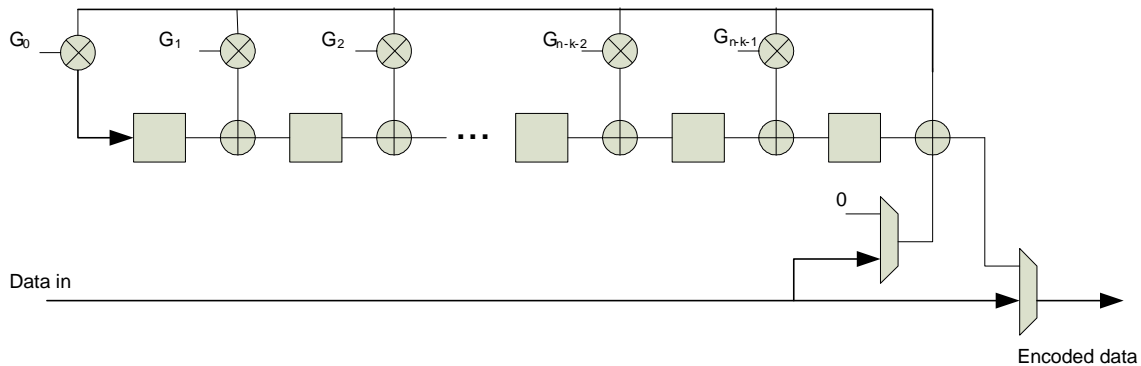 G₀
G₁
G₂
Gₙ₋ₖ₋₂
Gₙ₋ₖ₋₁
...
0
Data in
Encoded data